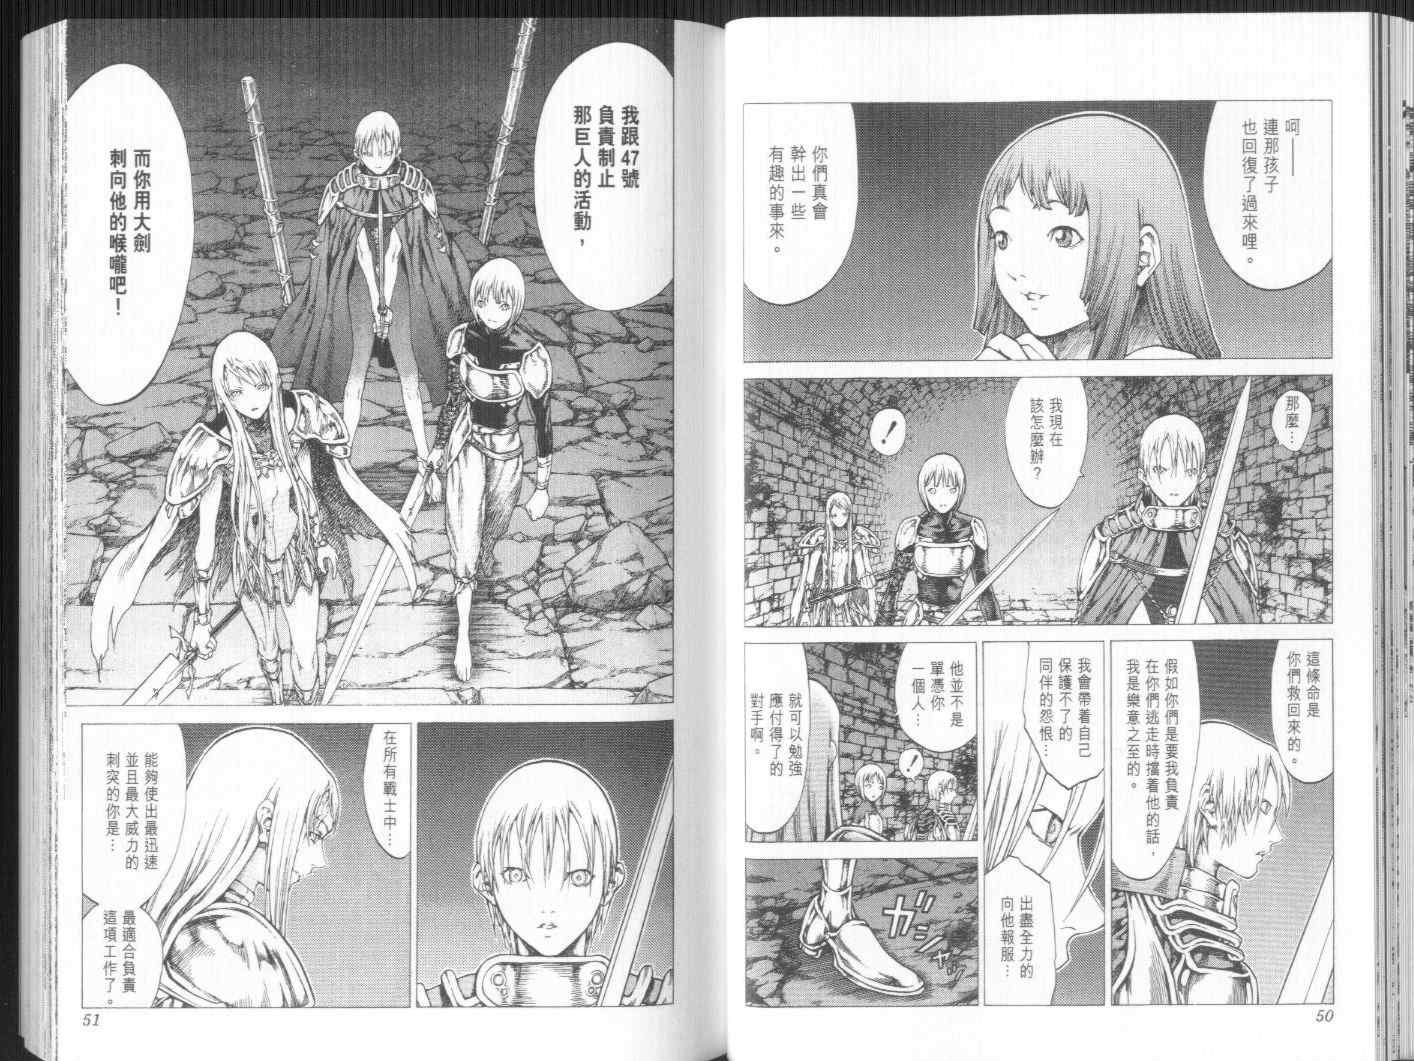 呵——
連那孩子
也回復了過來哩。
你們真會
幹出一些
有趣的事來。
那麼…
我現在
該怎麼辦？
！
這條命是
你們救回來的。
假如你們是要我負責
在你們逃走時擋着他的話，
我是樂意之至的。
我會帶着自己
保護不了的
同伴的怨恨…
出盡全力的
向他報服…
他並不是
單憑你
一個人…
就可以勉強
應付得了的
對手啊。
！
ガシャッ
50
我跟47號
負責制止
那巨人的活動，
而你用大劍
刺向他的喉嚨吧！
在所有戰士中…
能夠使出最迅速
並且最大威力的
刺突的你是…
最適合負責
這項工作了。
51